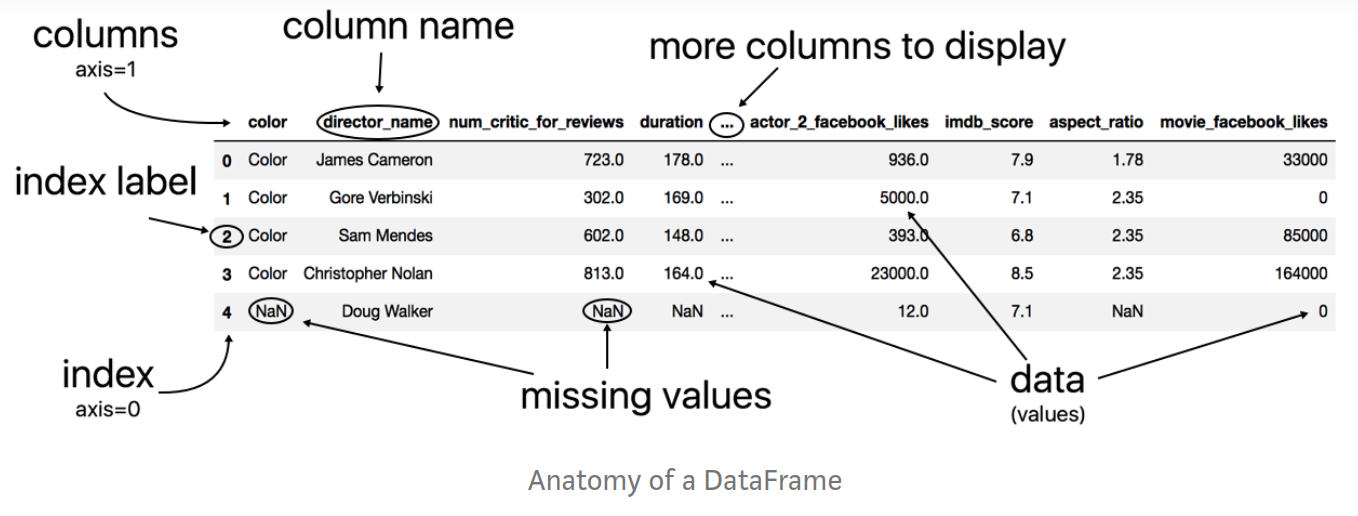 columns
axis=1
column name
more columns to display
color director_name num_critic_for_reviews duration ... actor_2_facebook_likes imdb_score aspect_ratio movie_facebook_likes
0 Color James Cameron 723.0 178.0 ... 936.0 7.9 1.78 33000
index label
1 Color Gore Verbinski 302.0 169.0 ... 5000.0 7.1 2.35 0
2 Color Sam Mendes 602.0 148.0 ... 393.0 6.8 2.35 85000
3 Color Christopher Nolan 813.0 164.0 ... 23000.0 8.5 2.35 164000
4 NaN Doug Walker NaN NaN ... 12.0 7.1 NaN 0
index
axis=0
missing values
data
(values)
Anatomy of a DataFrame